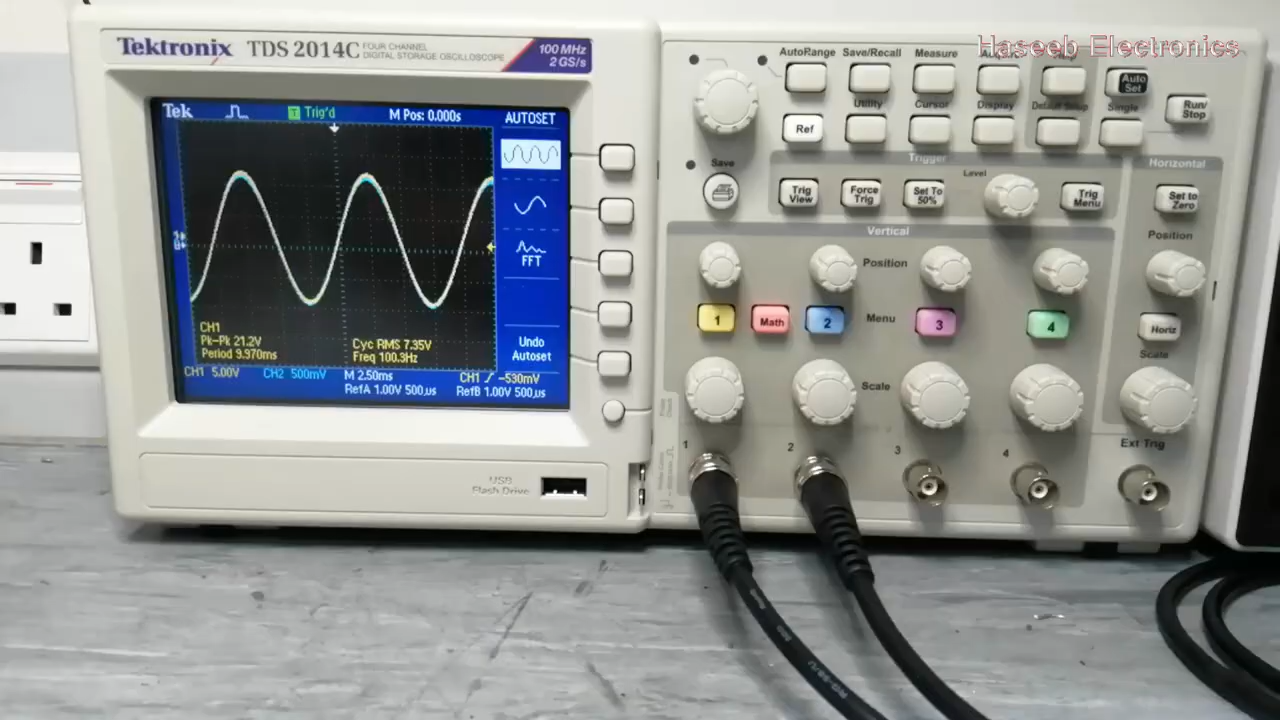 Haseeb Electronics
Tektronix TDS 2014C FOUR CHANNEL DIGITAL STORAGE OSCILLOSCOPE
100 MHz
2 GS/s
Tek Trig'd M Pos: 0.000s AUTOSET
FFT
Undo
Autoset
CH1
Pk-Pk 21.2V
Period 9.970ms
Cyc RMS 7.35V
Freq 100.3Hz
CH1 5.00V CH2 500mV M 2.50ms CH1 -530mV
RefA 1.00V 500us RefB 1.00V 500us
USB
Flash Drive
AutoRange Save/Recall Measure
Utility Cursor Display Default Setup Single
Auto Set
Run/Stop
Ref
Save
Trigger
Level
Trig View
Force Trig
Set To 50%
Trig Menu
Horizontal
Set to Zero
Position
Horiz
Scale
Vertical
Position
1 Math 2 Menu 3 4
Scale
1 2 3 4 Ext Trig